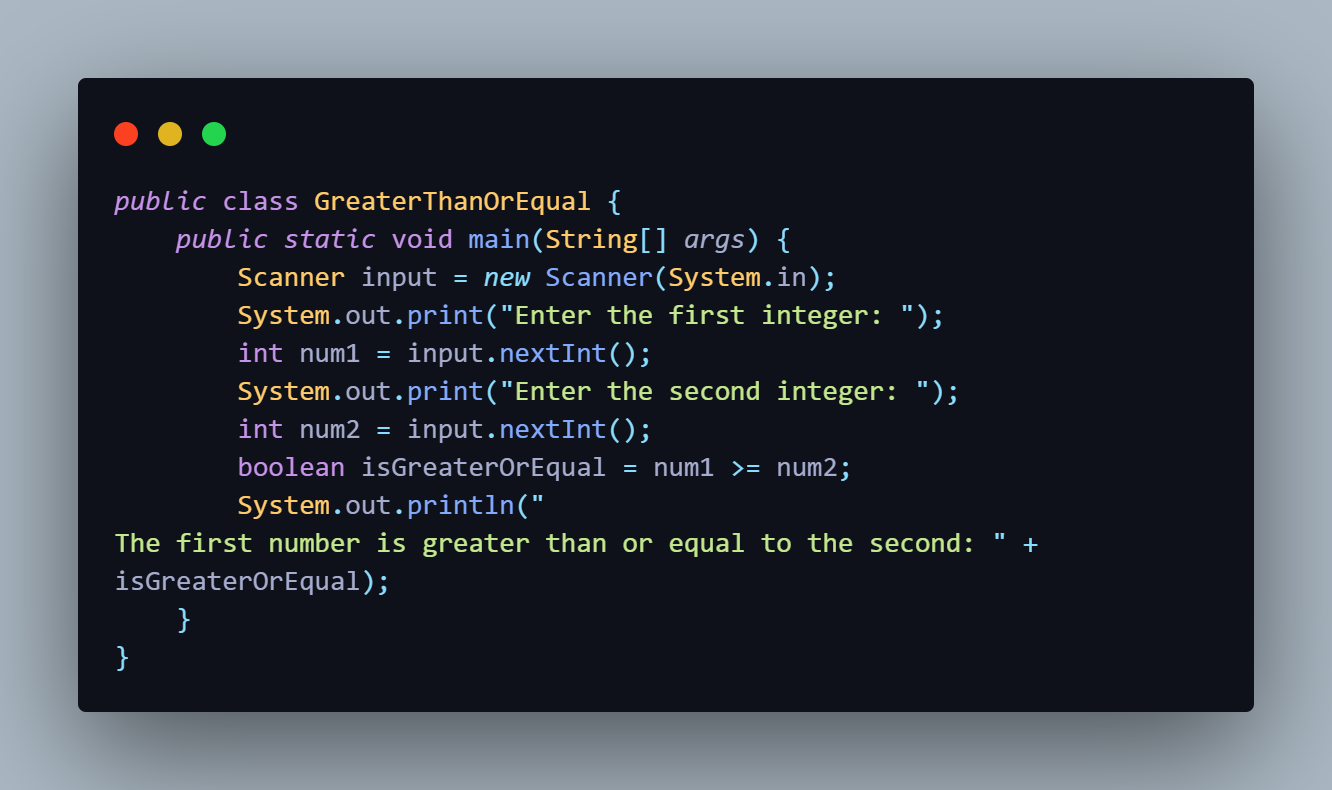 public class GreaterThanOrEqual {
    public static void main(String[] args) {
        Scanner input = new Scanner(System.in);
        System.out.print("Enter the first integer: ");
        int num1 = input.nextInt();
        System.out.print("Enter the second integer: ");
        int num2 = input.nextInt();
        boolean isGreaterOrEqual = num1 >= num2;
        System.out.println("
The first number is greater than or equal to the second: " +
isGreaterOrEqual);
    }
}